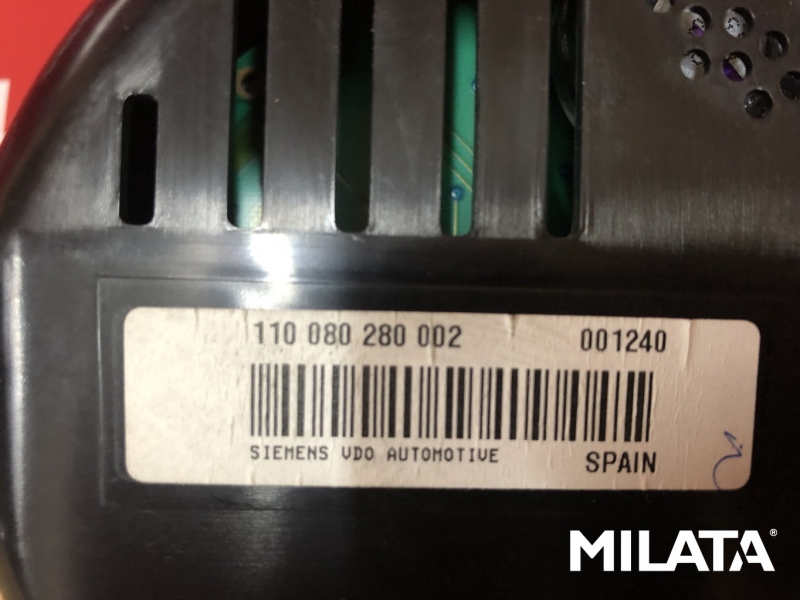 110 080 280 002 001240
SIEMENS VDO AUTOMOTIVE SPAIN
MILATA®